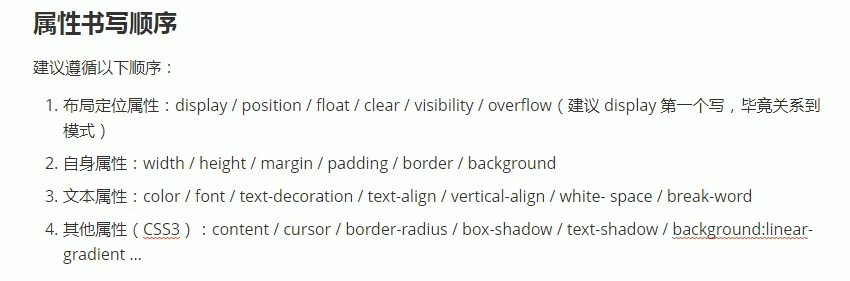 属性书写顺序
建议遵循以下顺序：
1. 布局定位属性：display / position / float / clear / visibility / overflow（建议 display 第一个写，毕竟关系到
模式）
2. 自身属性：width / height / margin / padding / border / background
3. 文本属性：color / font / text-decoration / text-align / vertical-align / white- space / break-word
4. 其他属性（CSS3）：content / cursor / border-radius / box-shadow / text-shadow / background:linear-
gradient ...